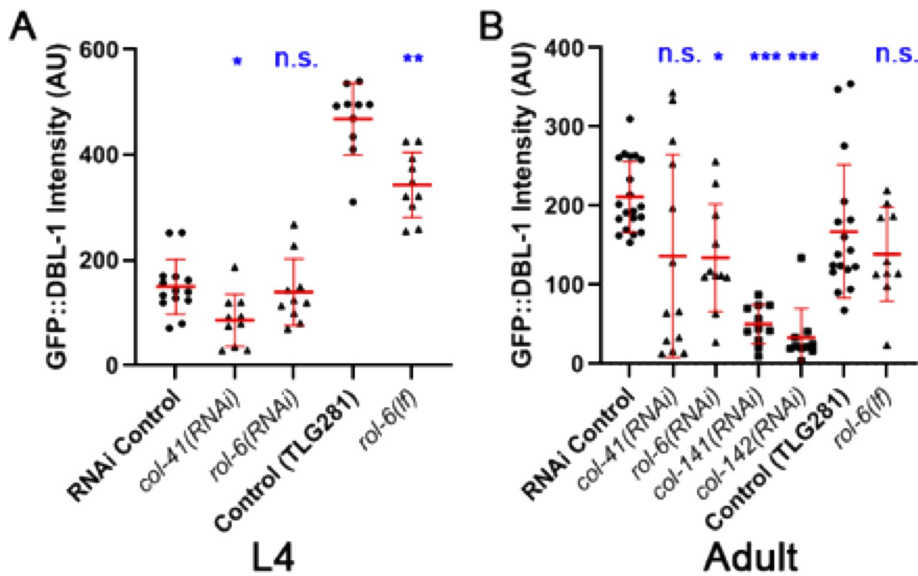 A
B
GFP::DBL-1 Intensity (AU)
600
400
200
0
* n.s. **
RNAi Control
col-41(RNAi)
rol-6(RNAi)
Control (TLG281)
rol-6(lf)
L4
GFP::DBL-1 Intensity (AU)
400
300
200
100
0
n.s. * *** *** n.s.
RNAi Control
col-41(RNAi)
rol-6(RNAi)
col-141(RNAi)
col-142(RNAi)
Control (TLG281)
rol-6(lf)
Adult